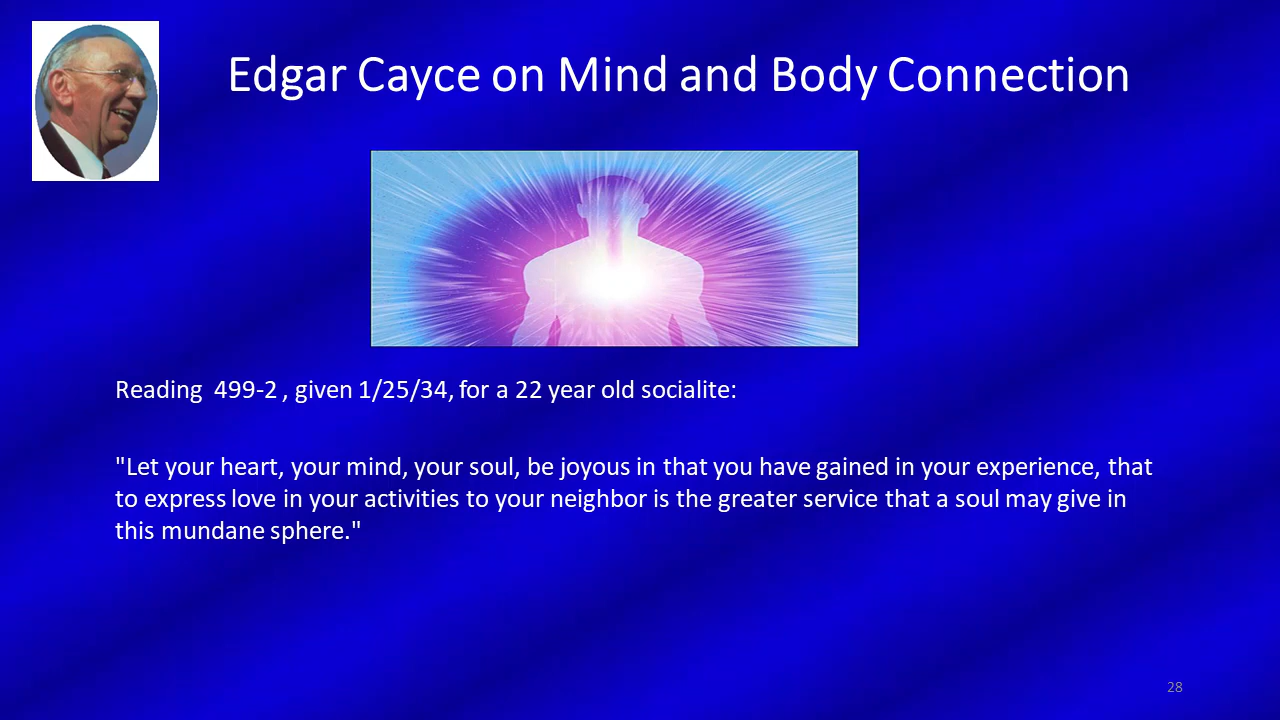 Edgar Cayce on Mind and Body Connection
Reading  499-2 , given 1/25/34, for a 22 year old socialite:
"Let your heart, your mind, your soul, be joyous in that you have gained in your experience, that
to express love in your activities to your neighbor is the greater service that a soul may give in
this mundane sphere."
28